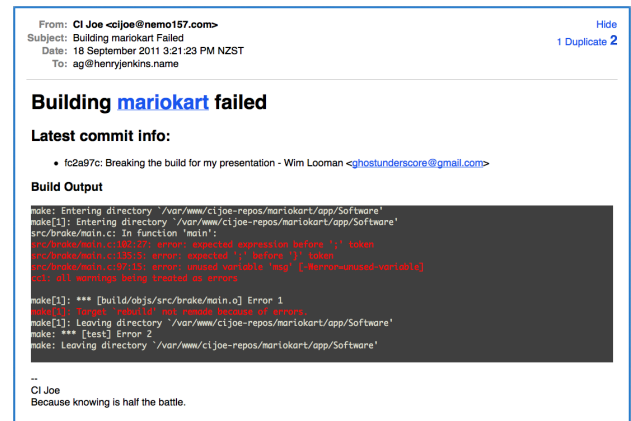 From: CI Joe <cijoe@nemo157.com>
Hide
Subject: Building mariokart Failed
1 Duplicate 2
Date: 18 September 2011 3:21:23 PM NZST
To: ag@henryjenkins.name
Building mariokart failed
Latest commit info:
• fc2a97c: Breaking the build for my presentation - Wim Looman <ghostunderscore@gmail.com>
Build Output
make: Entering directory `/var/www/cijoe-repos/mariokart/app/Software'
make[1]: Entering directory `/var/www/cijoe-repos/mariokart/app/Software'
src/brake/main.c: In function 'main':
src/brake/main.c:102:27: error: expected expression before ';' token
src/brake/main.c:135:5: error: expected ';' before '}' token
src/brake/main.c:97:15: error: unused variable 'msg' [-Werror=unused-variable]
cc1: all warnings being treated as errors
make[1]: *** [build/objs/src/brake/main.o] Error 1
make[1]: Target `rebuild' not remade because of errors.
make[1]: Leaving directory `/var/www/cijoe-repos/mariokart/app/Software'
make: *** [test] Error 2
make: Leaving directory `/var/www/cijoe-repos/mariokart/app/Software'
--
CI Joe
Because knowing is half the battle.